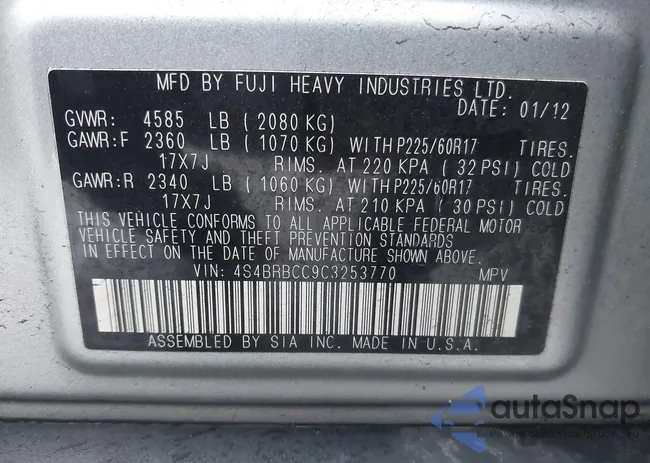 MFD BY FUJI HEAVY INDUSTRIES LTD.
DATE: 01/12
GVWR: 4585 LB (2080 KG)
GAWR:F 2360 LB (1070 KG) WITH P225/60R17 TIRES.
17X7J RIMS. AT 220 KPA (32 PSI) COLD
GAWR:R 2340 LB (1060 KG) WITH P225/60R17 TIRES.
17X7J RIMS. AT 210 KPA (30 PSI) COLD
THIS VEHICLE CONFORMS TO ALL APPLICABLE FEDERAL MOTOR
VEHICLE SAFETY AND THEFT PREVENTION STANDARDS
IN EFFECT ON THE DATE OF MANUFACTURE SHOWN ABOVE.
VIN: 4S4BRBCC9C3253770 MPV
ASSEMBLED BY SIA INC. MADE IN U.S.A.
autaSnap